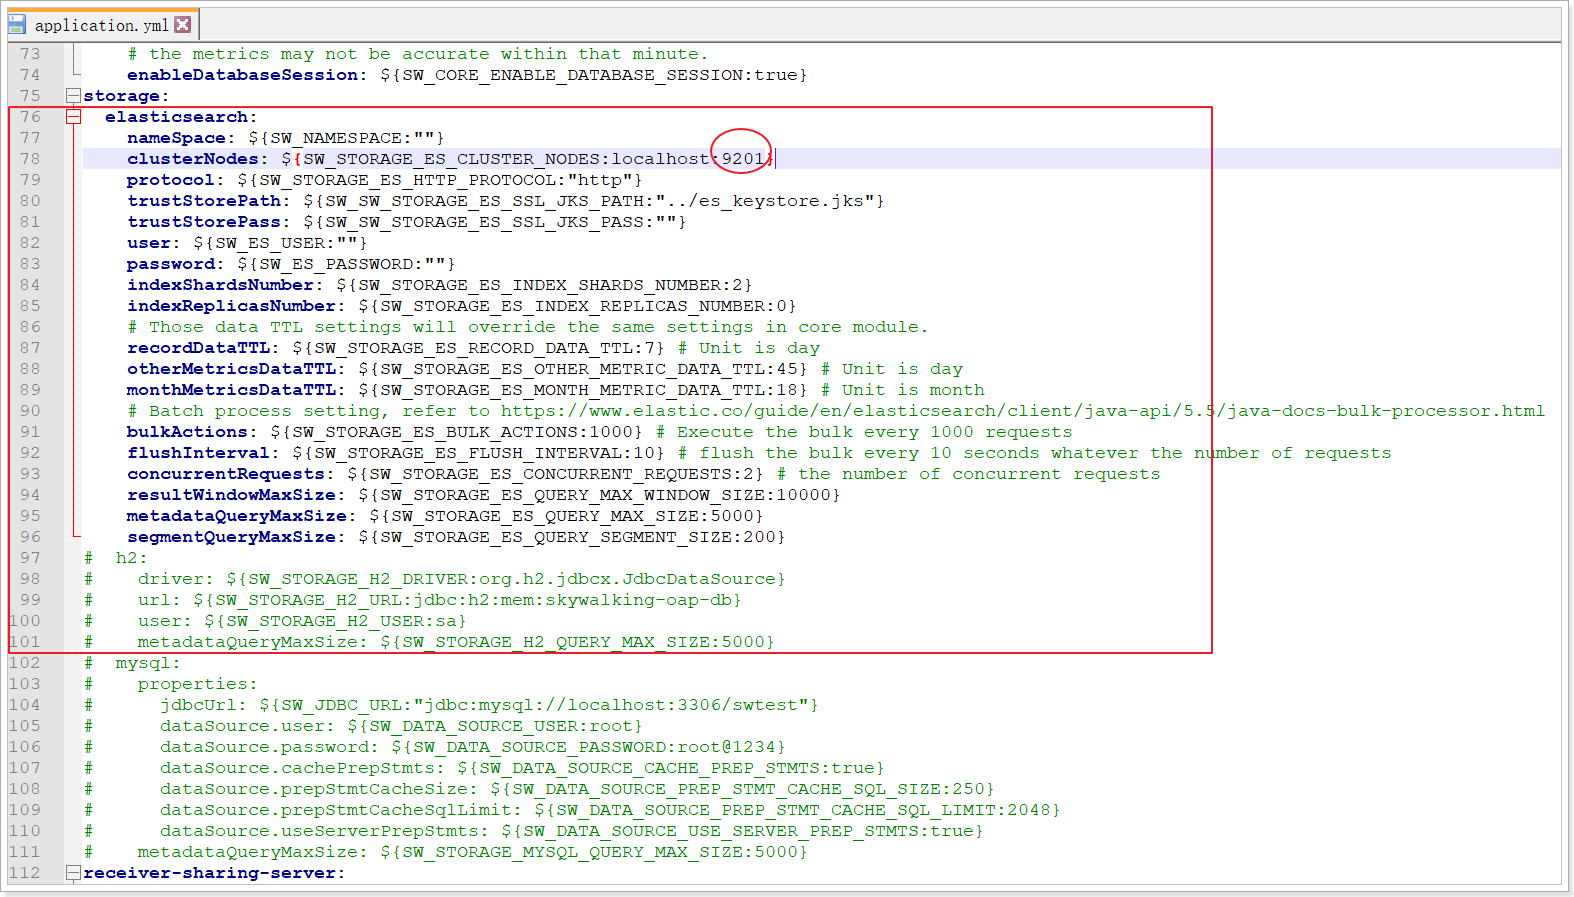 application.yml
73 # the metrics may not be accurate within that minute.
74 enableDatabaseSession: ${SW_CORE_ENABLE_DATABASE_SESSION:true}
75 storage:
76 elasticsearch:
77 nameSpace: ${SW_NAMESPACE:""}
78 clusterNodes: ${SW_STORAGE_ES_CLUSTER_NODES:localhost:9201}
79 protocol: ${SW_STORAGE_ES_HTTP_PROTOCOL:"http"}
80 trustStorePath: ${SW_SW_STORAGE_ES_SSL_JKS_PATH:"../es_keystore.jks"}
81 trustStorePass: ${SW_SW_STORAGE_ES_SSL_JKS_PASS:""}
82 user: ${SW_ES_USER:""}
83 password: ${SW_ES_PASSWORD:""}
84 indexShardsNumber: ${SW_STORAGE_ES_INDEX_SHARDS_NUMBER:2}
85 indexReplicasNumber: ${SW_STORAGE_ES_INDEX_REPLICAS_NUMBER:0}
86 # Those data TTL settings will override the same settings in core module.
87 recordDataTTL: ${SW_STORAGE_ES_RECORD_DATA_TTL:7} # Unit is day
88 otherMetricsDataTTL: ${SW_STORAGE_ES_OTHER_METRIC_DATA_TTL:45} # Unit is day
89 monthMetricsDataTTL: ${SW_STORAGE_ES_MONTH_METRIC_DATA_TTL:18} # Unit is month
90 # Batch process setting, refer to https://www.elastic.co/guide/en/elasticsearch/client/java-api/5.5/java-docs-bulk-processor.html
91 bulkActions: ${SW_STORAGE_ES_BULK_ACTIONS:1000} # Execute the bulk every 1000 requests
92 flushInterval: ${SW_STORAGE_ES_FLUSH_INTERVAL:10} # flush the bulk every 10 seconds whatever the number of requests
93 concurrentRequests: ${SW_STORAGE_ES_CONCURRENT_REQUESTS:2} # the number of concurrent requests
94 resultWindowMaxSize: ${SW_STORAGE_ES_QUERY_MAX_WINDOW_SIZE:10000}
95 metadataQueryMaxSize: ${SW_STORAGE_ES_QUERY_MAX_SIZE:5000}
96 segmentQueryMaxSize: ${SW_STORAGE_ES_QUERY_SEGMENT_SIZE:200}
97 # h2:
98 # driver: ${SW_STORAGE_H2_DRIVER:org.h2.jdbcx.JdbcDataSource}
99 # url: ${SW_STORAGE_H2_URL:jdbc:h2:mem:skywalking-oap-db}
100 # user: ${SW_STORAGE_H2_USER:sa}
101 # metadataQueryMaxSize: ${SW_STORAGE_H2_QUERY_MAX_SIZE:5000}
102 # mysql:
103 # properties:
104 # jdbcUrl: ${SW_JDBC_URL:"jdbc:mysql://localhost:3306/swtest"}
105 # dataSource.user: ${SW_DATA_SOURCE_USER:root}
106 # dataSource.password: ${SW_DATA_SOURCE_PASSWORD:root@1234}
107 # dataSource.cachePrepStmts: ${SW_DATA_SOURCE_CACHE_PREP_STMTS:true}
108 # dataSource.prepStmtCacheSize: ${SW_DATA_SOURCE_PREP_STMT_CACHE_SQL_SIZE:250}
109 # dataSource.prepStmtCacheSqlLimit: ${SW_DATA_SOURCE_PREP_STMT_CACHE_SQL_LIMIT:2048}
110 # dataSource.useServerPrepStmts: ${SW_DATA_SOURCE_USE_SERVER_PREP_STMTS:true}
111 # metadataQueryMaxSize: ${SW_STORAGE_MYSQL_QUERY_MAX_SIZE:5000}
112 receiver-sharing-server: